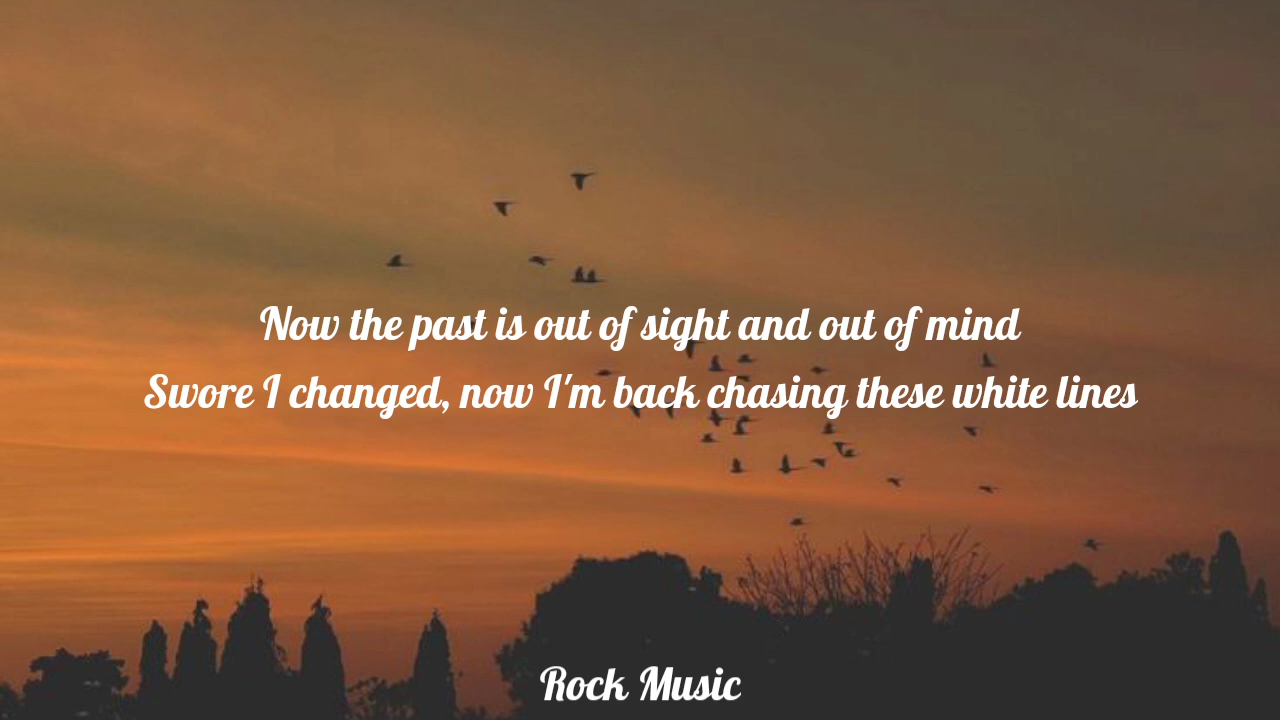 Now the past is out of sight and out of mind
Swore I changed, now I'm back chasing these white lines
Rock Music